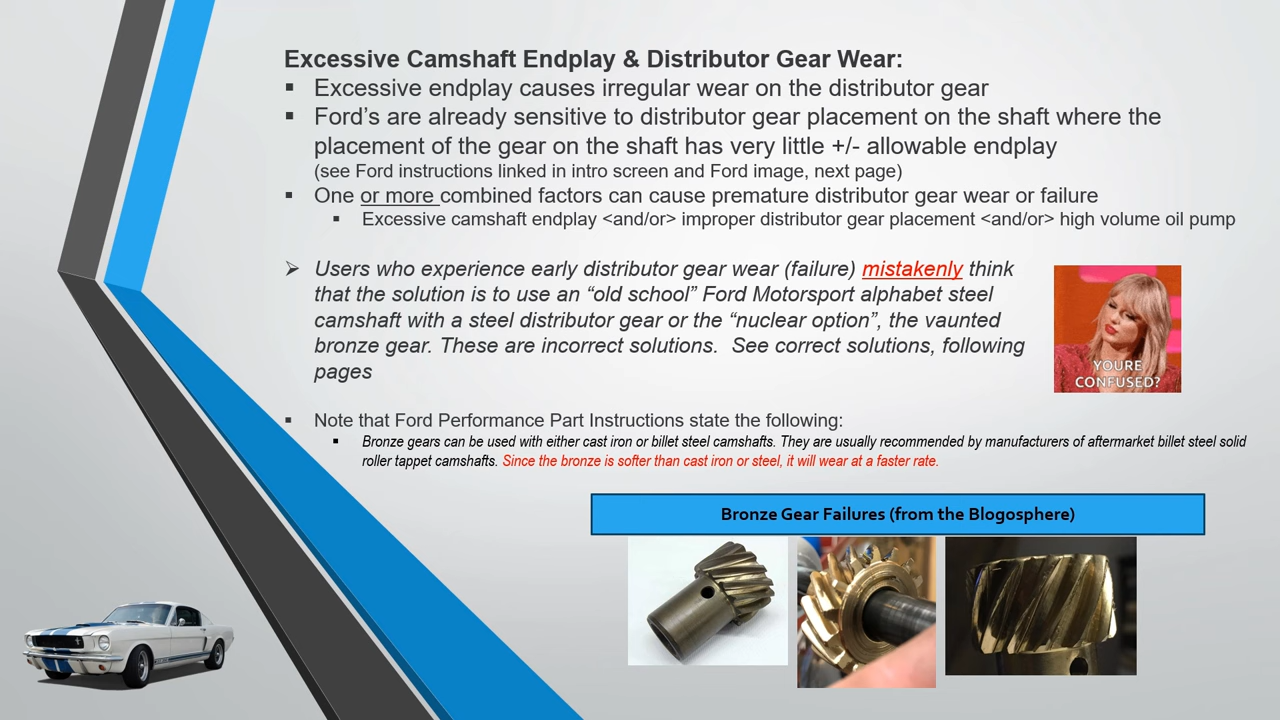 Excessive Camshaft Endplay & Distributor Gear Wear:
▪ Excessive endplay causes irregular wear on the distributor gear
▪ Ford’s are already sensitive to distributor gear placement on the shaft where the
placement of the gear on the shaft has very little +/- allowable endplay
(see Ford instructions linked in intro screen and Ford image, next page)
▪ One or more combined factors can cause premature distributor gear wear or failure
▪ Excessive camshaft endplay <and/or> improper distributor gear placement <and/or> high volume oil pump
➢ Users who experience early distributor gear wear (failure) mistakenly think
that the solution is to use an “old school” Ford Motorsport alphabet steel
camshaft with a steel distributor gear or the “nuclear option”, the vaunted
bronze gear. These are incorrect solutions.  See correct solutions, following
pages
YOURE
CONFUSED?
▪ Note that Ford Performance Part Instructions state the following:
▪ Bronze gears can be used with either cast iron or billet steel camshafts. They are usually recommended by manufacturers of aftermarket billet steel solid
roller tappet camshafts. Since the bronze is softer than cast iron or steel, it will wear at a faster rate.
Bronze Gear Failures (from the Blogosphere)